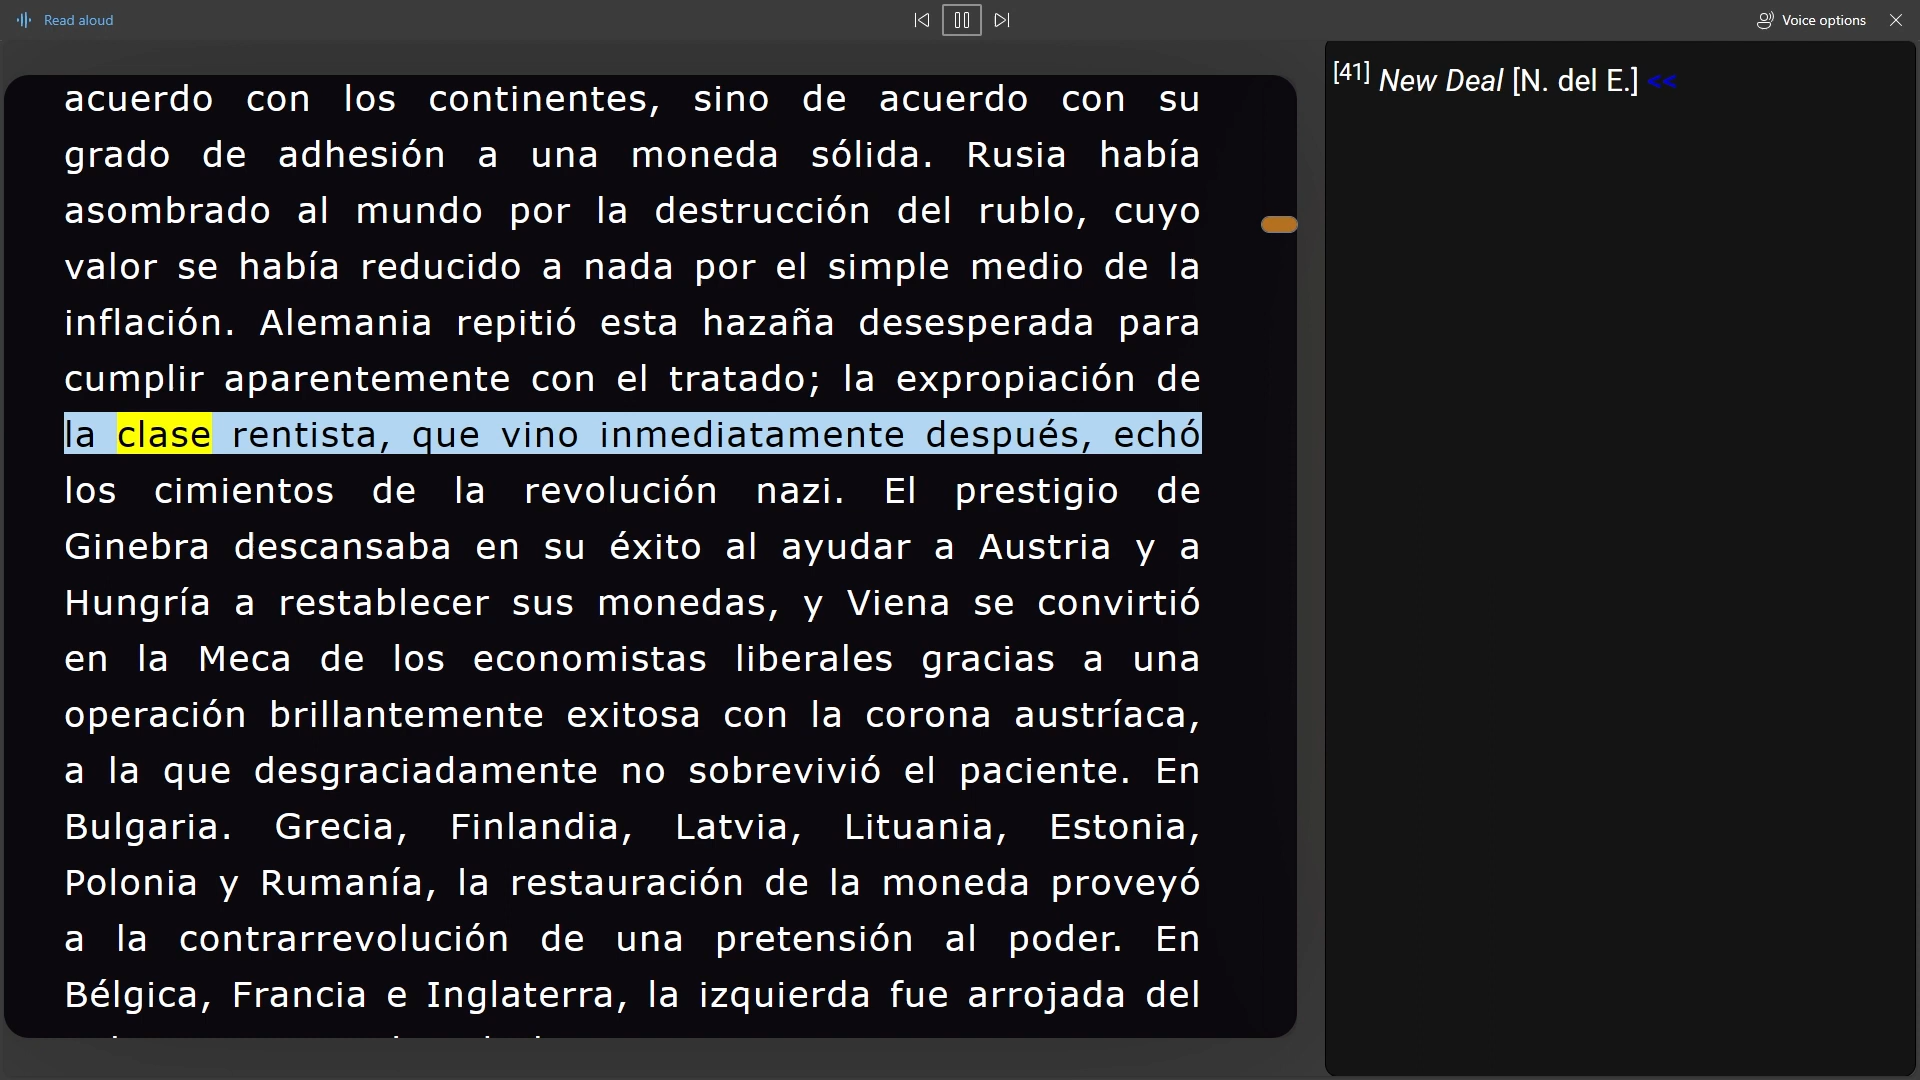 Read aloud
Voice options
acuerdo con los continentes, sino de acuerdo con su
grado de adhesión a una moneda sólida. Rusia había
asombrado al mundo por la destrucción del rublo, cuyo
valor se había reducido a nada por el simple medio de la
inflación. Alemania repitió esta hazaña desesperada para
cumplir aparentemente con el tratado; la expropiación de
la clase rentista, que vino inmediatamente después, echó
los cimientos de la revolución nazi. El prestigio de
Ginebra descansaba en su éxito al ayudar a Austria y a
Hungría a restablecer sus monedas, y Viena se convirtió
en la Meca de los economistas liberales gracias a una
operación brillantemente exitosa con la corona austríaca,
a la que desgraciadamente no sobrevivió el paciente. En
Bulgaria. Grecia, Finlandia, Latvia, Lituania, Estonia,
Polonia y Rumanía, la restauración de la moneda proveyó
a la contrarrevolución de una pretensión al poder. En
Bélgica, Francia e Inglaterra, la izquierda fue arrojada del
[41] New Deal [N. del E.] <<